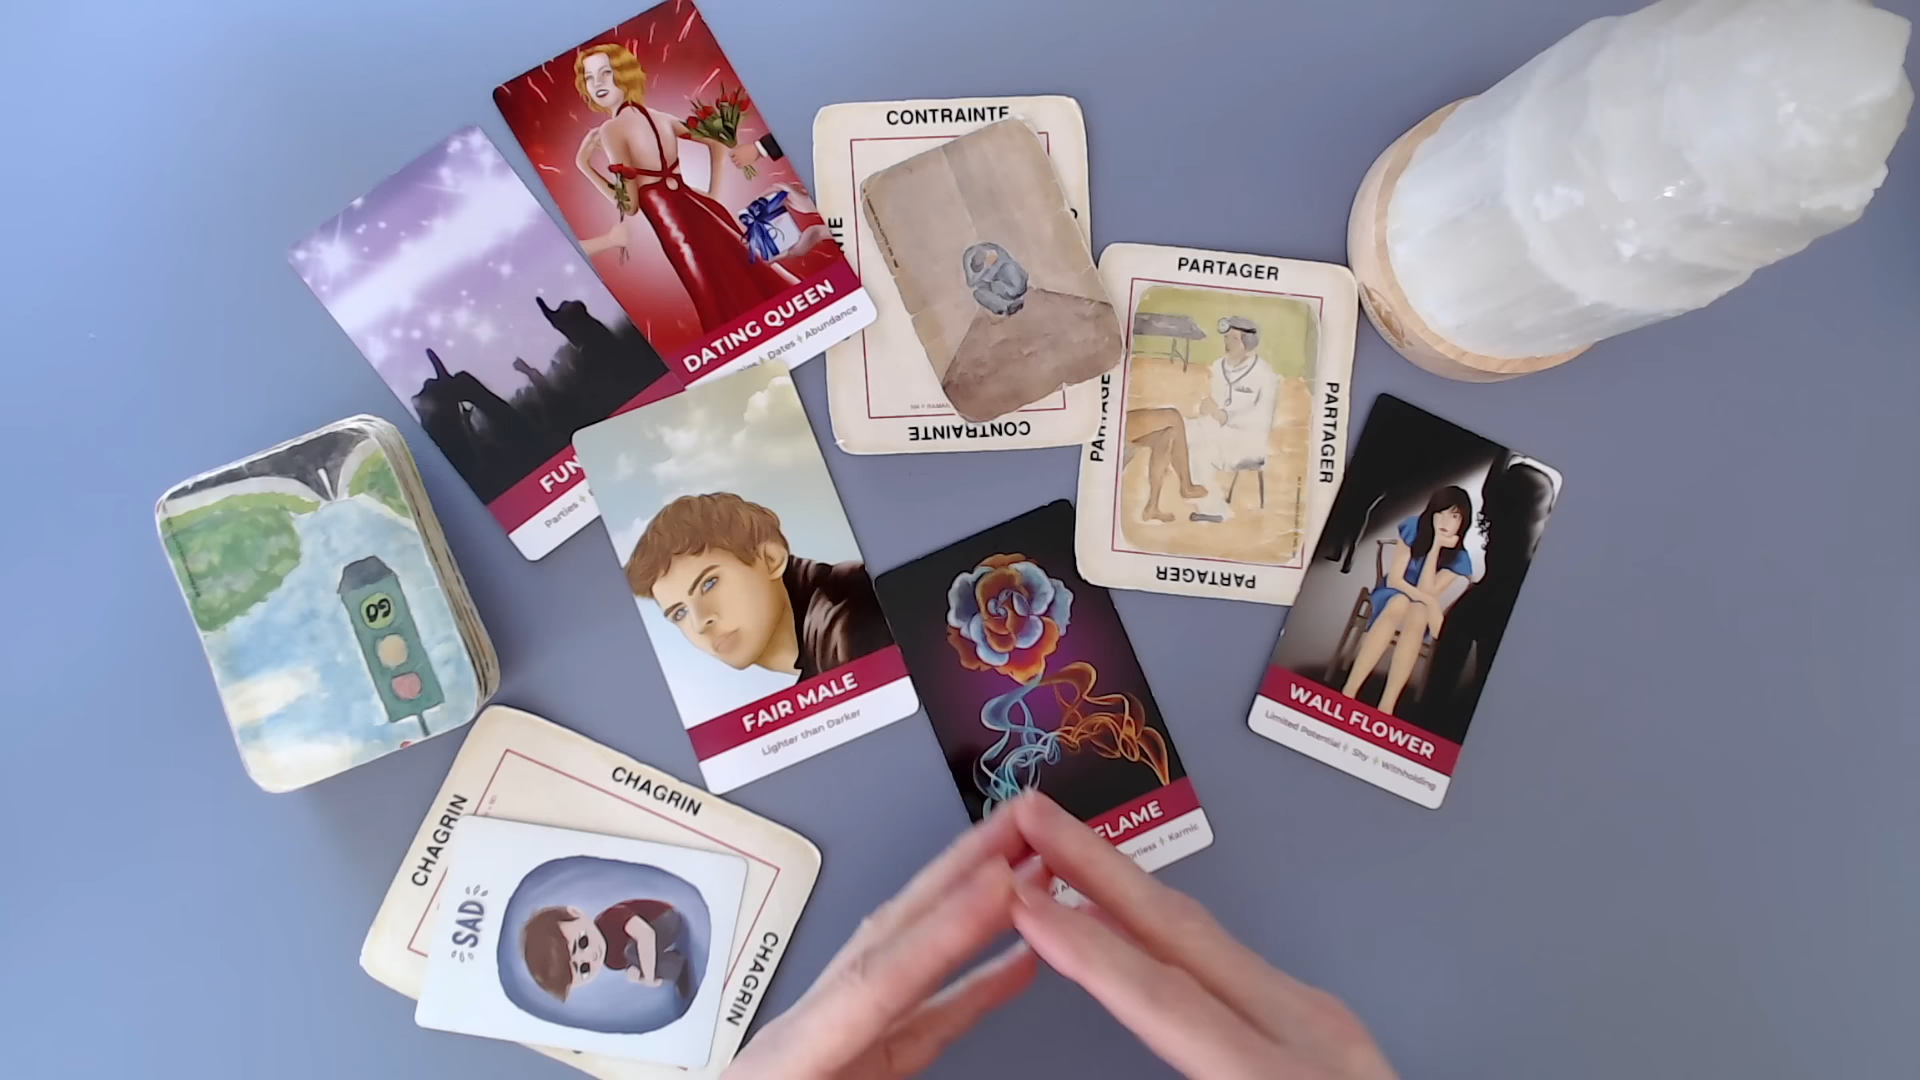 DATING QUEEN
Dates Abundance
FUN
Parties
CONTRAINTE
CONTRAINTE
PARTAGER
PARTAGER
PARTAGER
FAIR MALE
Lighter than Darker
FLAME
Karmic
WALL FLOWER
Limited Potential Shy Withholding
GO
CHAGRIN
CHAGRIN
CHAGRIN
SAD